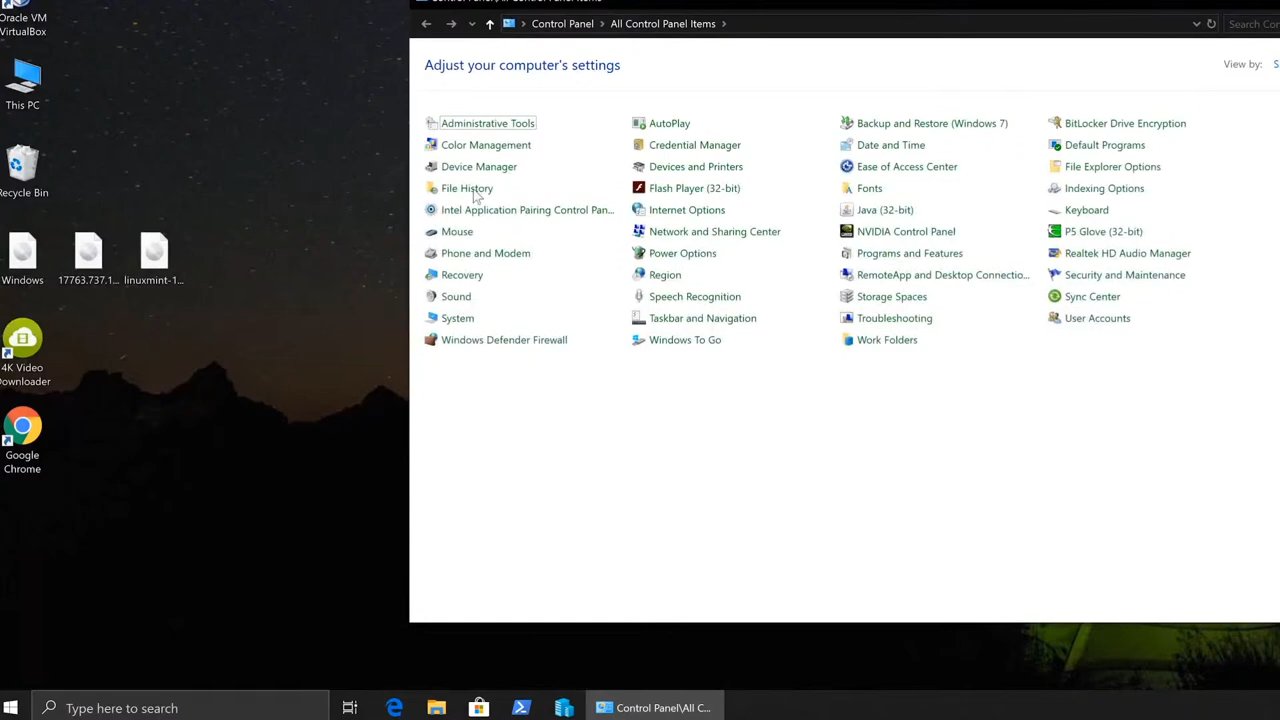 Oracle VM
VirtualBox
This PC
Recycle Bin
Windows
17763.737.1...
linuxmint-1...
4K Video
Downloader
Google
Chrome
Control Panel
All Control Panel Items
Search Con
Adjust your computer's settings
View by:
Administrative Tools
AutoPlay
Backup and Restore (Windows 7)
BitLocker Drive Encryption
Color Management
Credential Manager
Date and Time
Default Programs
Device Manager
Devices and Printers
Ease of Access Center
File Explorer Options
File History
Flash Player (32-bit)
Fonts
Indexing Options
Intel Application Pairing Control Pan...
Internet Options
Java (32-bit)
Keyboard
Mouse
Network and Sharing Center
NVIDIA Control Panel
P5 Glove (32-bit)
Phone and Modem
Power Options
Programs and Features
Realtek HD Audio Manager
Recovery
Region
RemoteApp and Desktop Connectio...
Security and Maintenance
Sound
Speech Recognition
Storage Spaces
Sync Center
System
Taskbar and Navigation
Troubleshooting
User Accounts
Windows Defender Firewall
Windows To Go
Work Folders
Type here to search
Control Panel\All C...